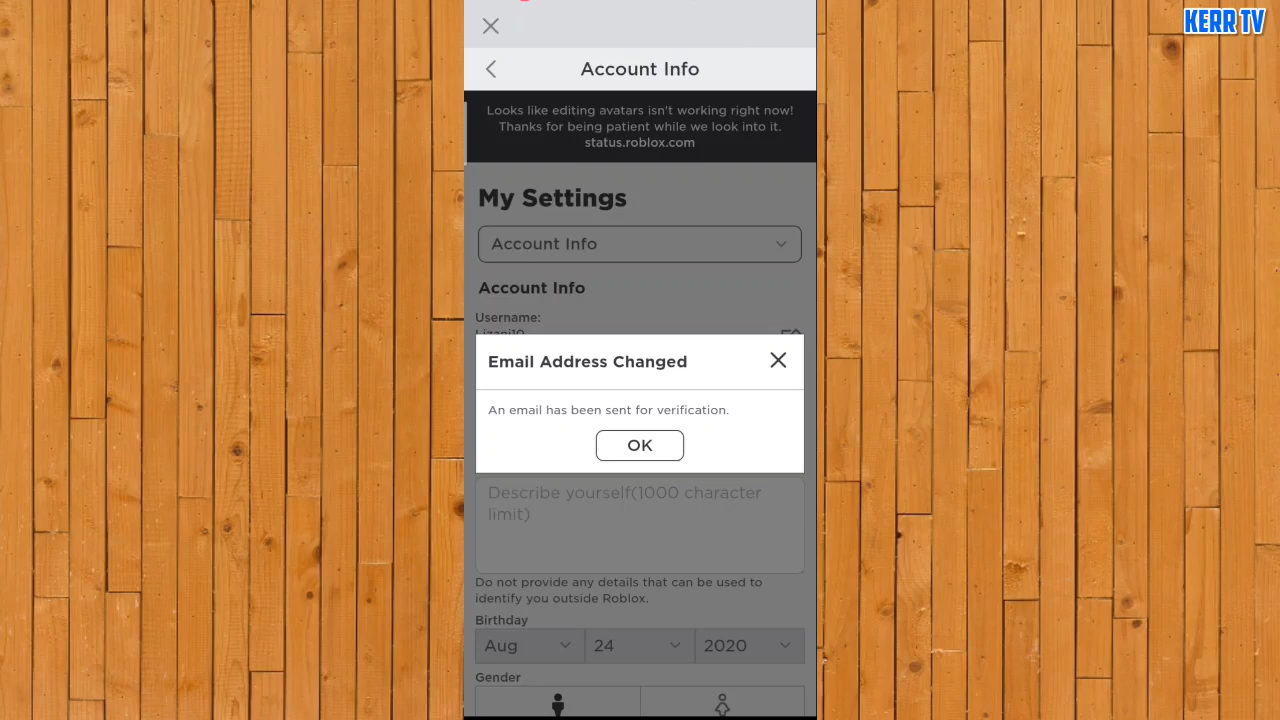 KERR TV
Account Info
Looks like editing avatars isn't working right now!
Thanks for being patient while we look into it.
status.roblox.com
My Settings
Account Info
Account Info
Username:
Email Address Changed
An email has been sent for verification.
OK
Describe yourself(1000 character
limit)
Do not provide any details that can be used to
identify you outside Roblox.
Birthday
Aug
24
2020
Gender